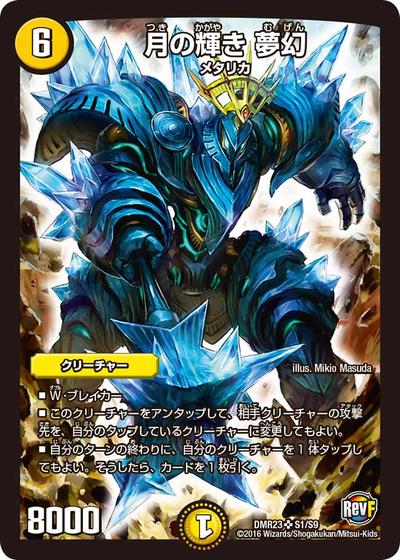 6
月の輝き 夢幻
つき かがや むげん
メタリカ
クリーチャー
illus. Mikio Masuda
■ W・ブレイカー
■ このクリーチャーをアンタップして、相手クリーチャーの攻撃
先を、自分のタップしているクリーチャーに変更してもよい。
■ 自分のターンの終わりに、自分のクリーチャーを1体タップし
てもよい。そうしたら、カードを1枚引く。
RevF
8000
1
DMR23 S1/S9
©2016 Wizards/Shogakukan/Mitsui-Kids